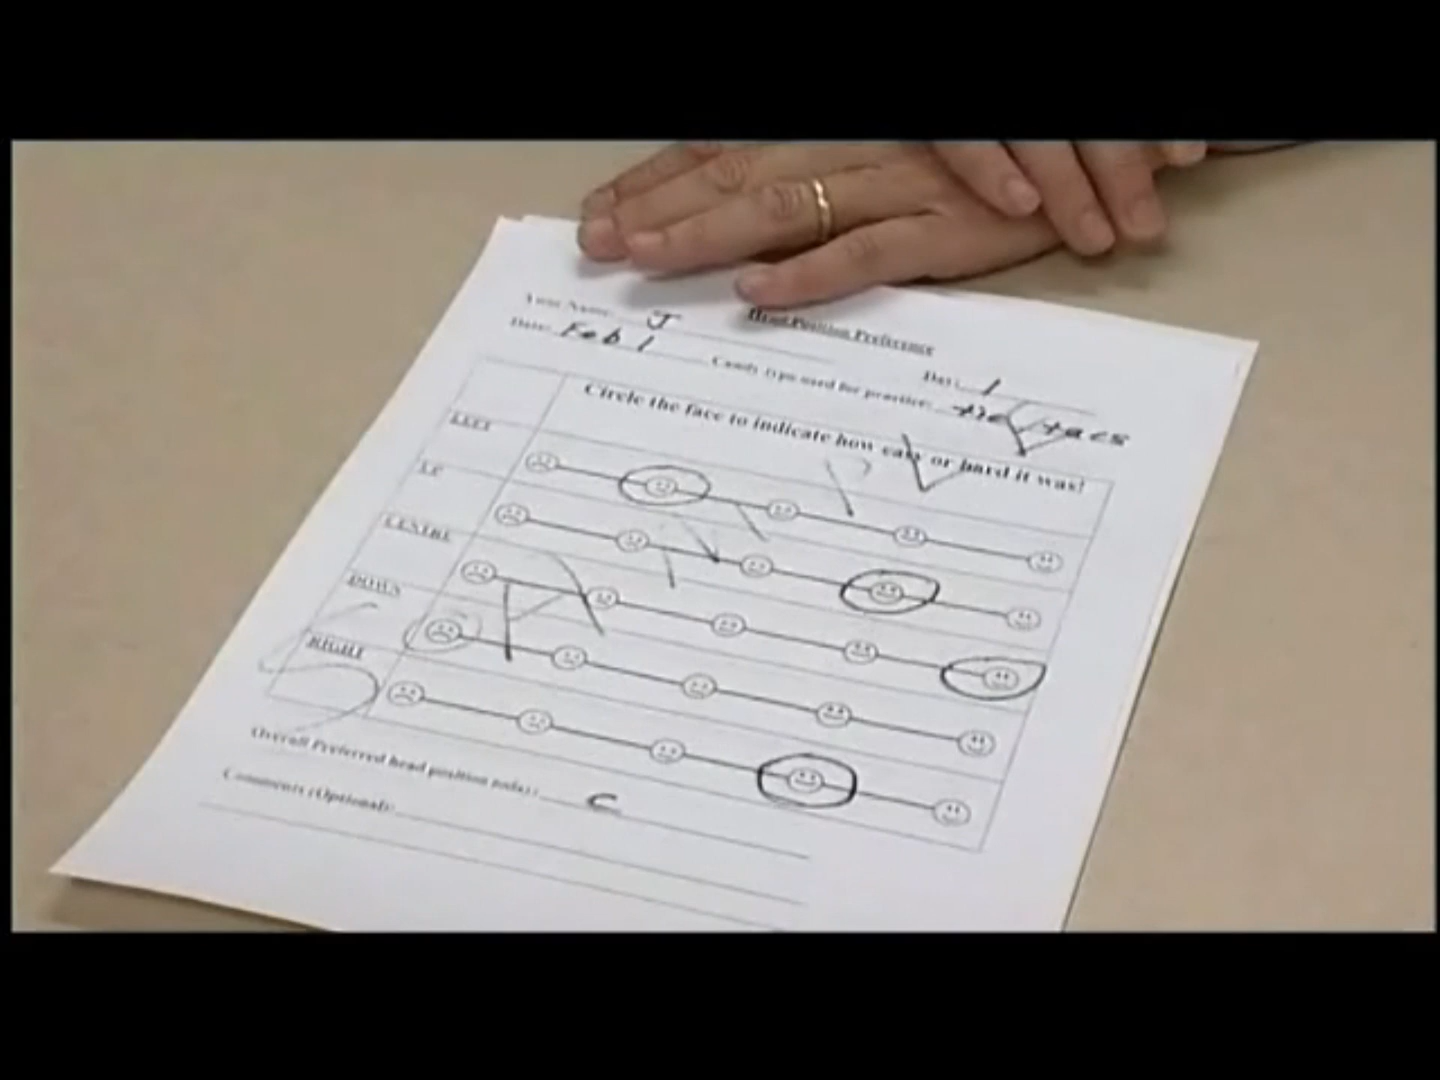 Head Position Preference
Your Name: J
Date: Feb 1 Day: 1
Candy type used for practice:
Circle the face to indicate how easy or hard it was!
LEFT
UP
CENTRE
DOWN
RIGHT
Overall Preferred head position today: C
Comments (Optional):